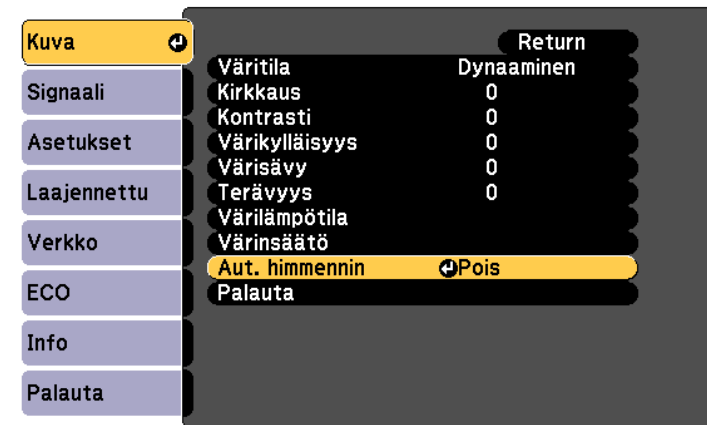 Kuva
Signaali
Asetukset
Laajennettu
Verkko
ECO
Info
Palauta
Return
Väritila Dynaaminen
Kirkkaus 0
Kontrasti 0
Värikylläisyys 0
Värisävy 0
Terävyys 0
Värilämpötila
Värinsäätö
Aut. himmennin Pois
Palauta